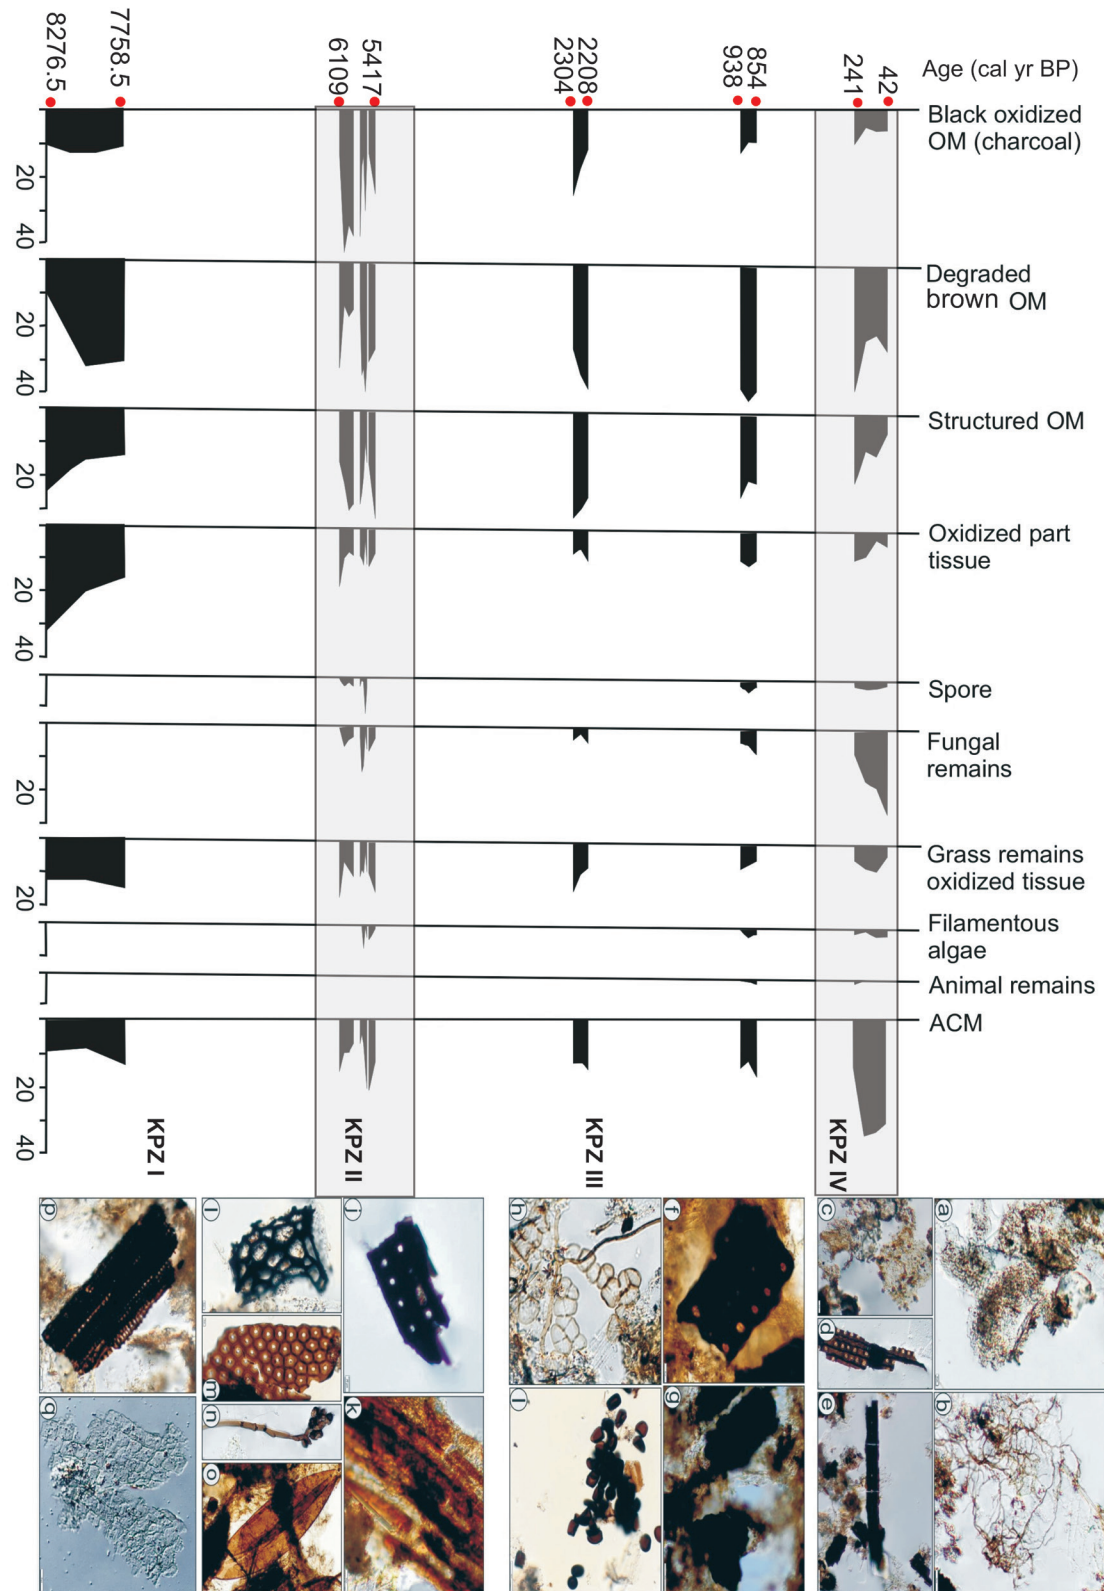 Age (cal yr BP)
42
241
854
938
2208
2304
5417
6109
7758.5
8276.5
Black oxidized
OM (charcoal)
20
40
Degraded
brown OM
20
40
Structured OM
20
Oxidized part
tissue
20
40
Spore
Fungal
remains
20
Grass remains
oxidized tissue
20
Filamentous
algae
Animal remains
ACM
20
40
KPZ I
KPZ II
KPZ III
KPZ IV
a
b
c
d
e
f
g
h
i
j
k
l
m
n
o
p
q